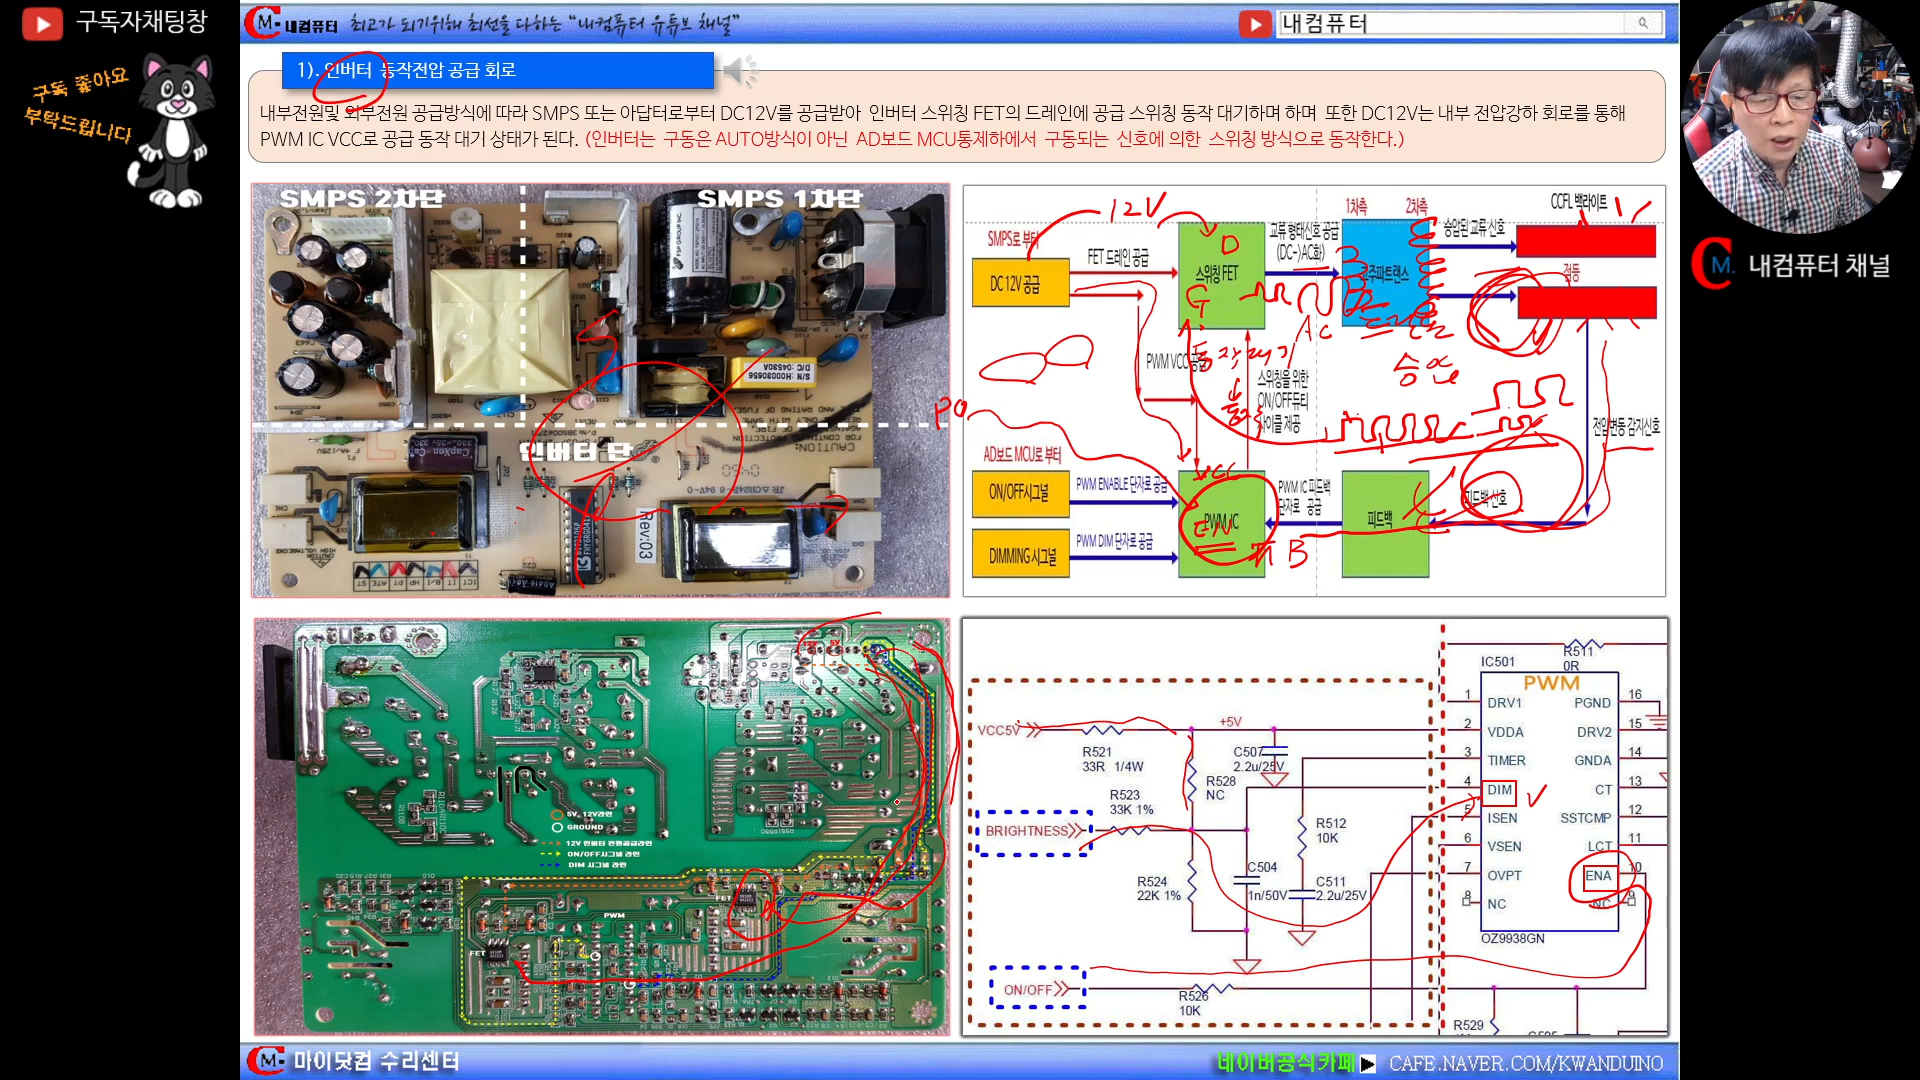 구독자채팅창
구독 좋아요
부탁드립니다
내컴퓨터 최고가 되기위해 최선을 다하는 "내컴퓨터 유튜브 채널"
내컴퓨터
내컴퓨터 채널
1). 인버터 동작전압 공급 회로
내부전원및 외부전원 공급방식에 따라 SMPS 또는 아답터로부터 DC12V를 공급받아 인버터 스위칭 FET의 드레인에 공급 스위칭 동작 대기하며 하며 또한 DC12V는 내부 전압강하 회로를 통해
PWM IC VCC로 공급 동작 대기 상태가 된다. (인버터는 구동은 AUTO방식이 아닌 AD보드 MCU통제하에서 구동되는 신호에 의한 스위칭 방식으로 동작한다.)
SMPS 2차단
SMPS 1차단
인버터 단
Rev:03
SMPS로 부터
DC 12V 공급
FET 드레인 공급
12V
D
스위칭 FET
G
교류 형태신호 공급
(DC->AC화)
AC
1차측
2차측
고주파트랜스
승압된 교류 신호
CCFL 백라이트
점등
승압
PWM VCC 공급
동작대기
스위칭을 위한
ON/OFF듀티
사이클 제공
전압변동 감지신호
AD보드 MCU로 부터
ON/OFF시그널
PWM ENABLE 단자로 공급
DIMMING 시그널
PWM DIM 단자로 공급
VCC
PWM IC
EN
PWM IC 피드백
단자로 공급
피드백
피드백 신호
12V 5V
5V, 12V라인
GROUND
12V 인버터 전원공급라인
ON/OFF시그널 라인
DIM 시그널 라인
PWM
FET
FET
VCC5V
R521
33R 1/4W
+5V
C507
2.2u/25V
R528
NC
R523
33K 1%
BRIGHTNESS
R512
10K
R524
22K 1%
C504
1n/50V
C511
2.2u/25V
ON/OFF
R526
10K
R511
0R
IC501
PWM
1 DRV1 PGND 16
2 VDDA DRV2 15
3 TIMER GNDA 14
4 DIM CT 13
5 ISEN SSTCMP 12
6 VSEN LCT 11
7 OVPT ENA 10
8 NC NC 9
OZ9938GN
R529
마이닷컴 수리센터
네이버공식카페▶ CAFE.NAVER.COM/KWANDUINO